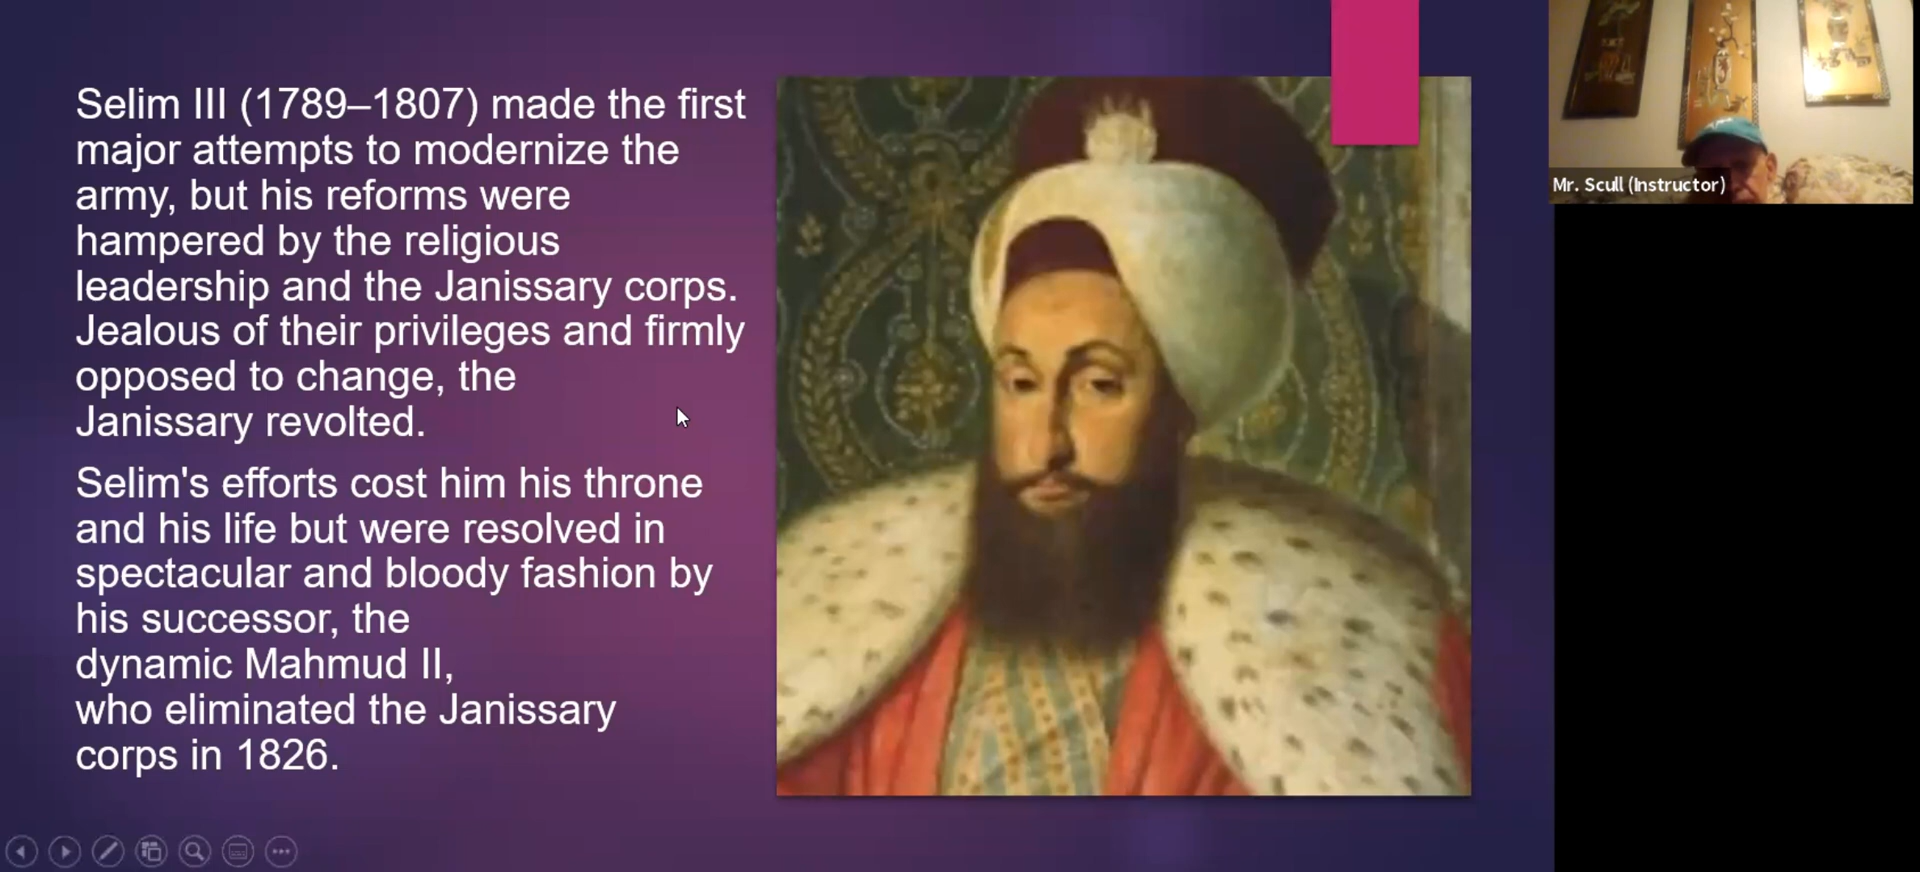 Selim III (1789–1807) made the first
major attempts to modernize the
army, but his reforms were
hampered by the religious
leadership and the Janissary corps.
Jealous of their privileges and firmly
opposed to change, the
Janissary revolted.
Selim's efforts cost him his throne
and his life but were resolved in
spectacular and bloody fashion by
his successor, the
dynamic Mahmud II,
who eliminated the Janissary
corps in 1826.
Mr. Scull (Instructor)